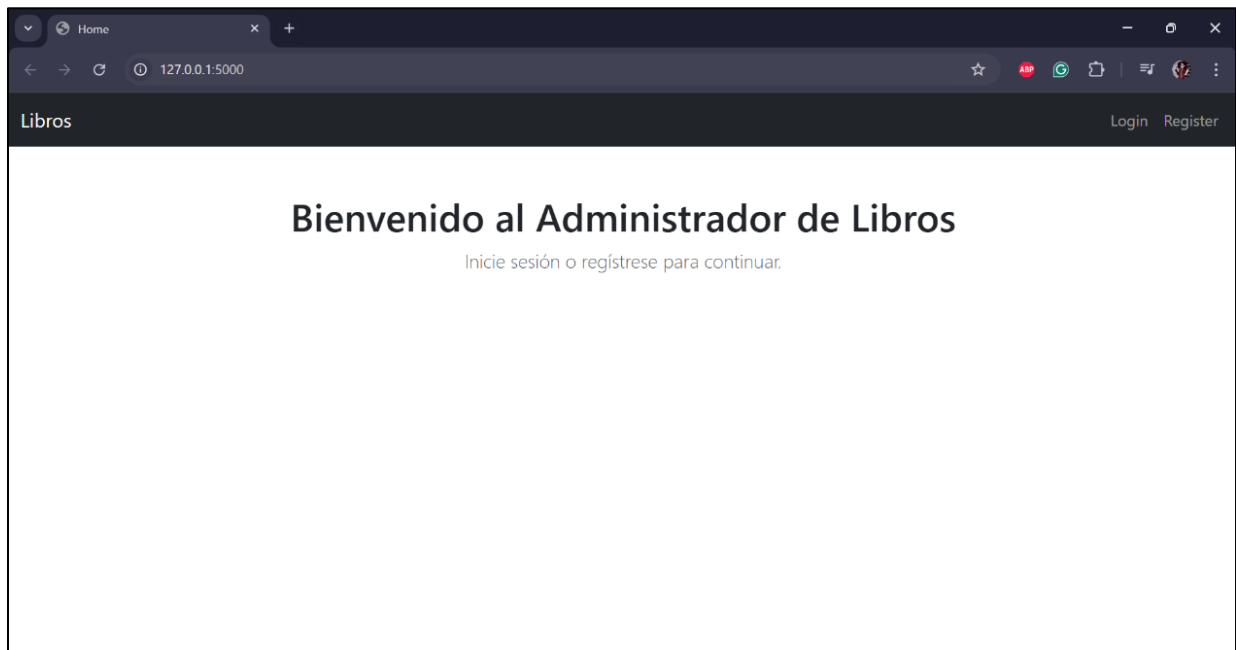 Home
127.0.0.1:5000
ABP
Libros
Login Register
Bienvenido al Administrador de Libros
Inicie sesión o regístrese para continuar.